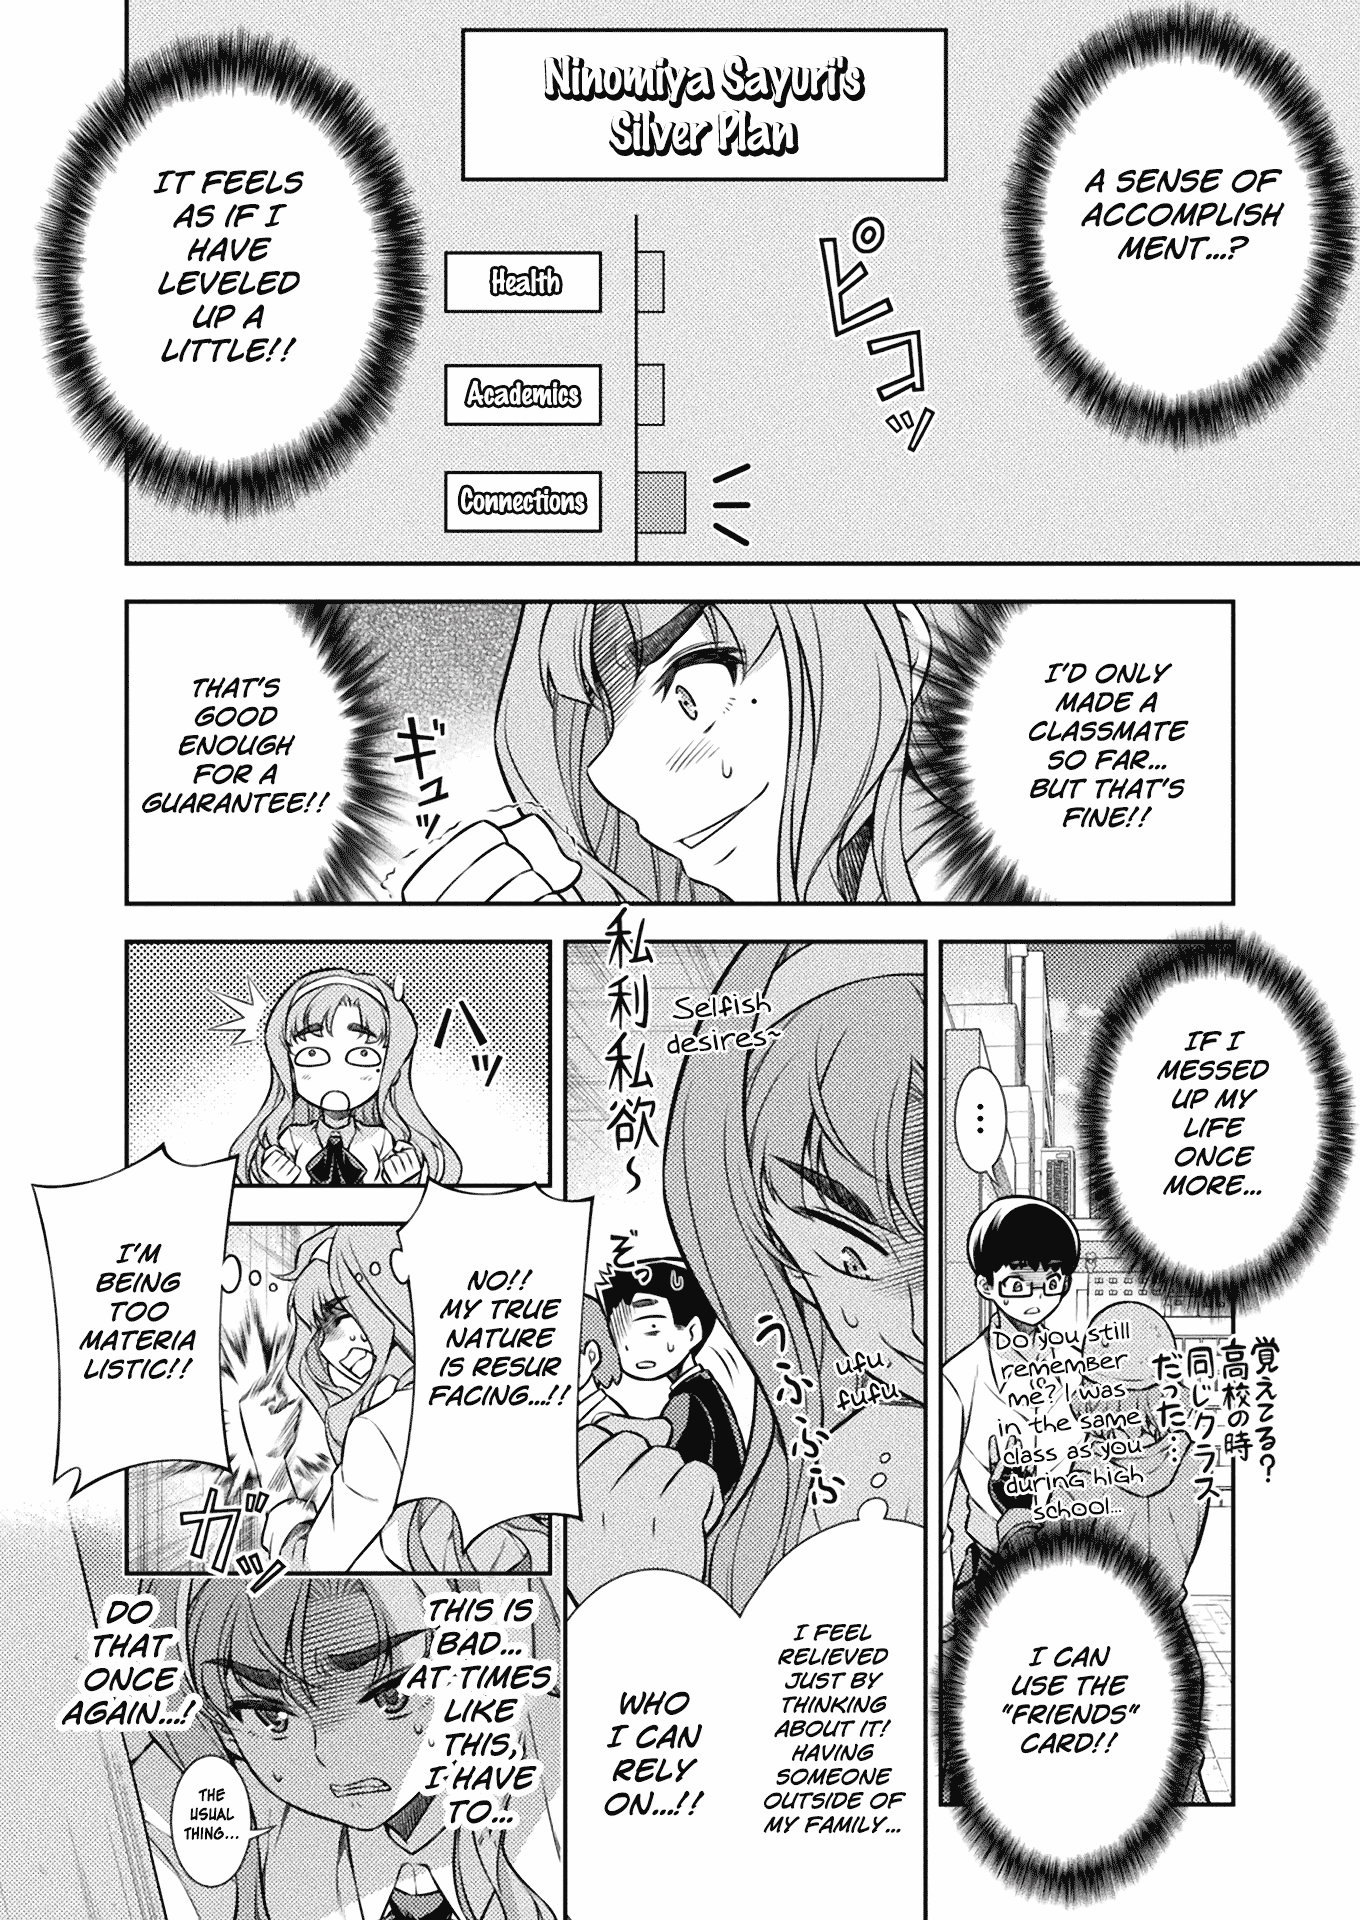 Ninomiya Sayuri's
Silver Plan
A SENSE OF
ACCOMPLISH
MENT...?
ピコッ
Health
Academics
Connections
IT FEELS
AS IF I
HAVE
LEVELED
UP A
LITTLE!!
I'D ONLY
MADE A
CLASSMATE
SO FAR...
BUT THAT'S
FINE!!
ギュッ
THAT'S
GOOD
ENOUGH
FOR A
GUARANTEE!!
IF I
MESSED
UP MY
LIFE
ONCE
MORE...
...
覚えてる?
高校の時
同じクラス
だった…
Do you still
remember
me? I was
in the same
class as you
during high
school...
I CAN
USE THE
"FRIENDS"
CARD!!
私利私欲~
Selfish
desires~
ぞっ
うふふふ
ufu
fufu
I FEEL
RELIEVED
JUST BY
THINKING
ABOUT IT!
HAVING
SOMEONE
OUTSIDE OF
MY FAMILY...
WHO
I CAN
RELY
ON...!!
ハッ
NO!!
MY TRUE
NATURE
IS RESUR
FACING...!!
I'M
BEING
TOO
MATERIA
LISTIC!!
ガッ
THIS IS
BAD...
AT TIMES
LIKE
THIS,
I HAVE
TO...
DO
THAT
ONCE
AGAIN...!
THE
USUAL
THING...